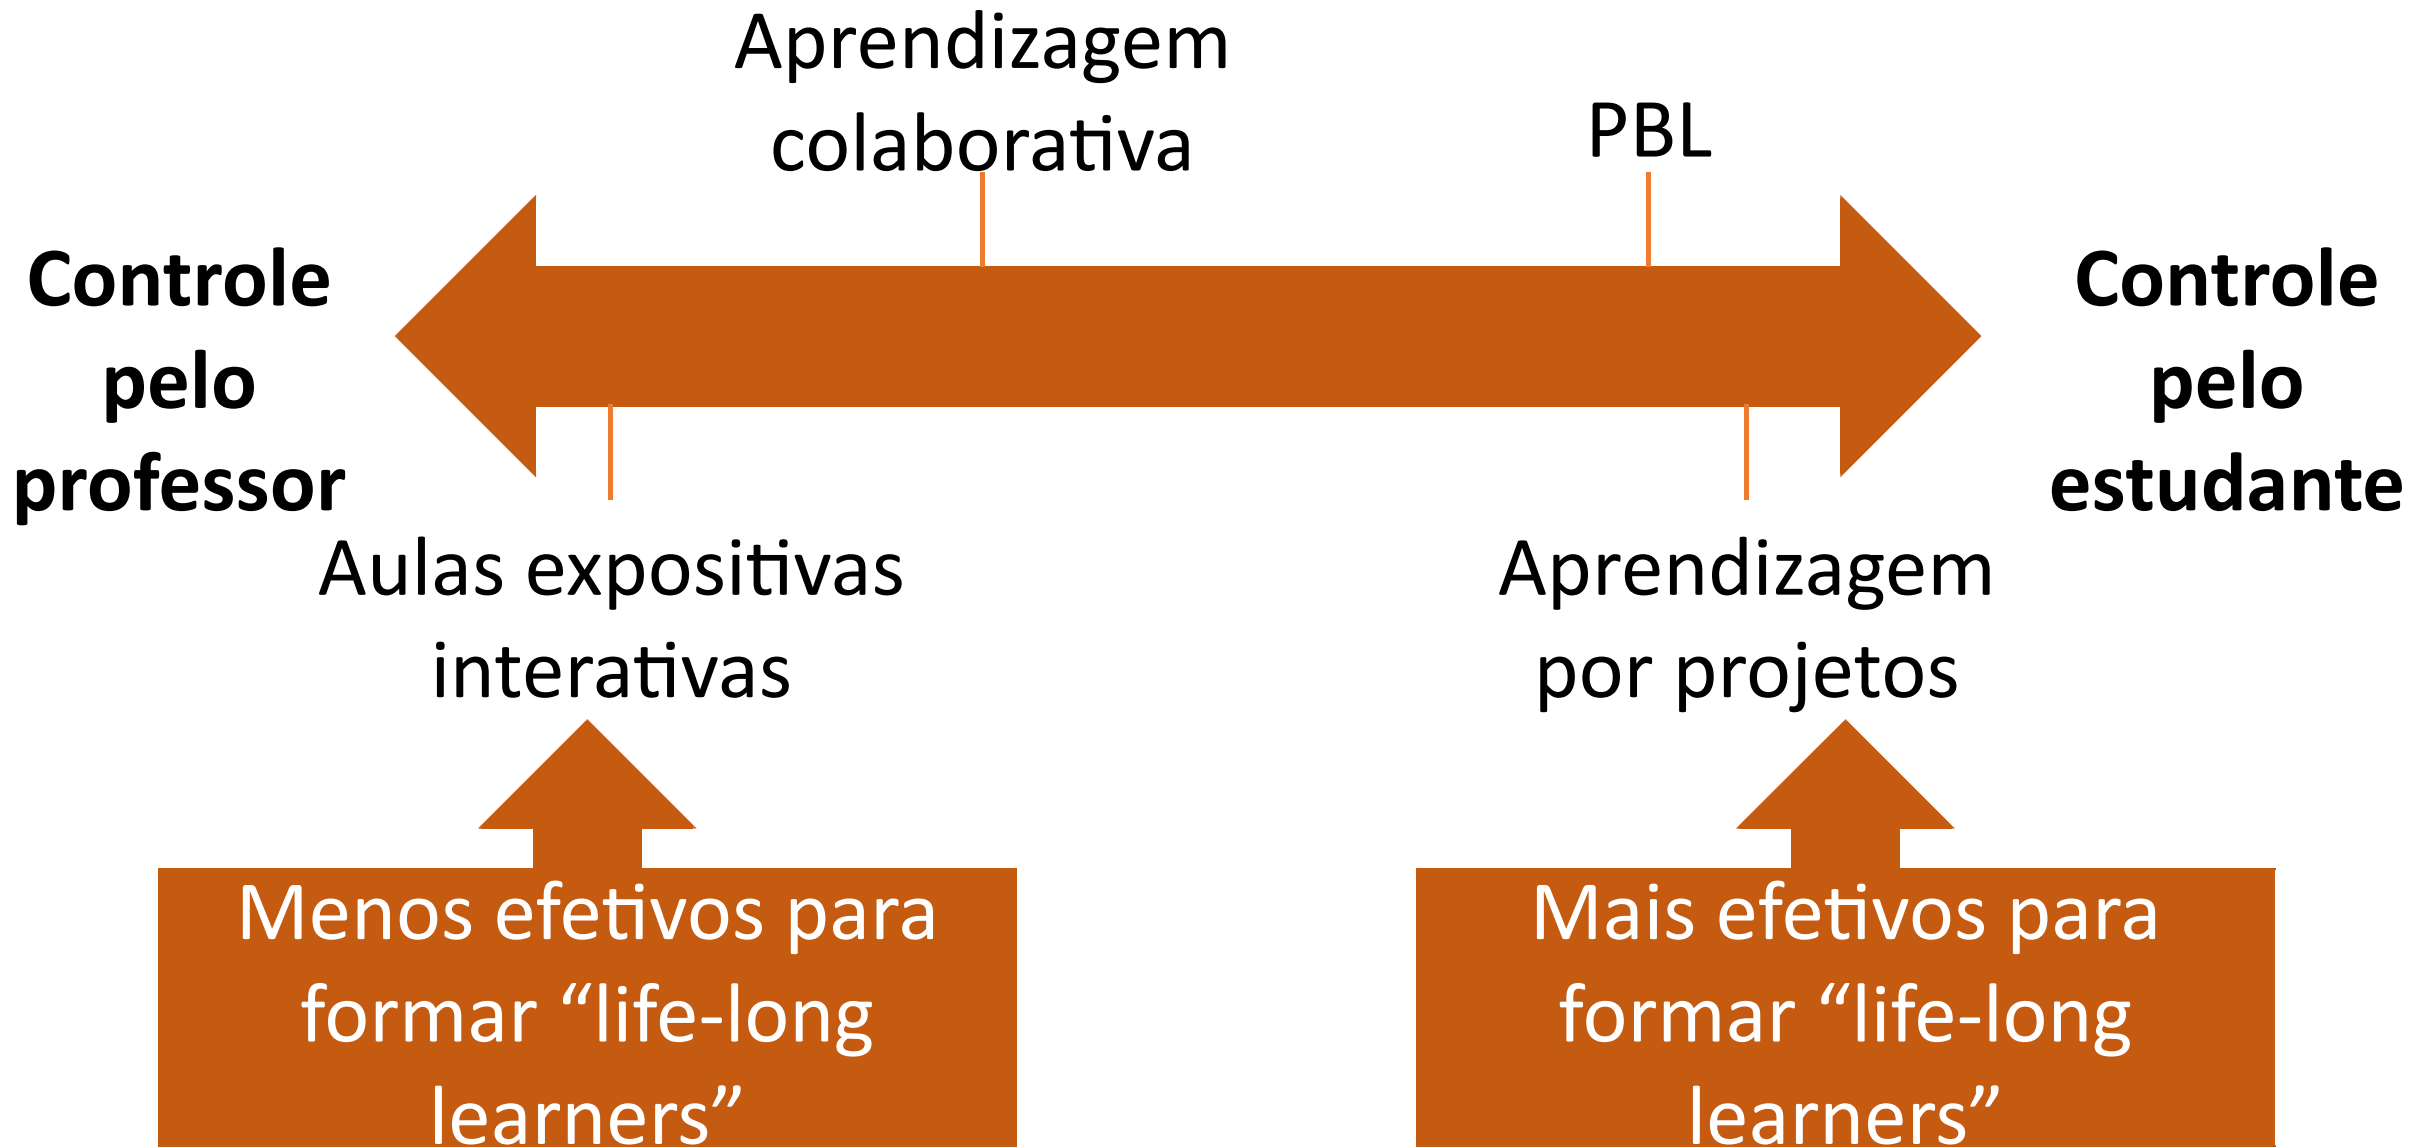 Aprendizagem
colaborativa
PBL
Controle
pelo
professor
Controle
pelo
estudante
Aulas expositivas
interativas
Aprendizagem
por projetos
Menos efetivos para
formar “life-long
learners”
Mais efetivos para
formar “life-long
learners”